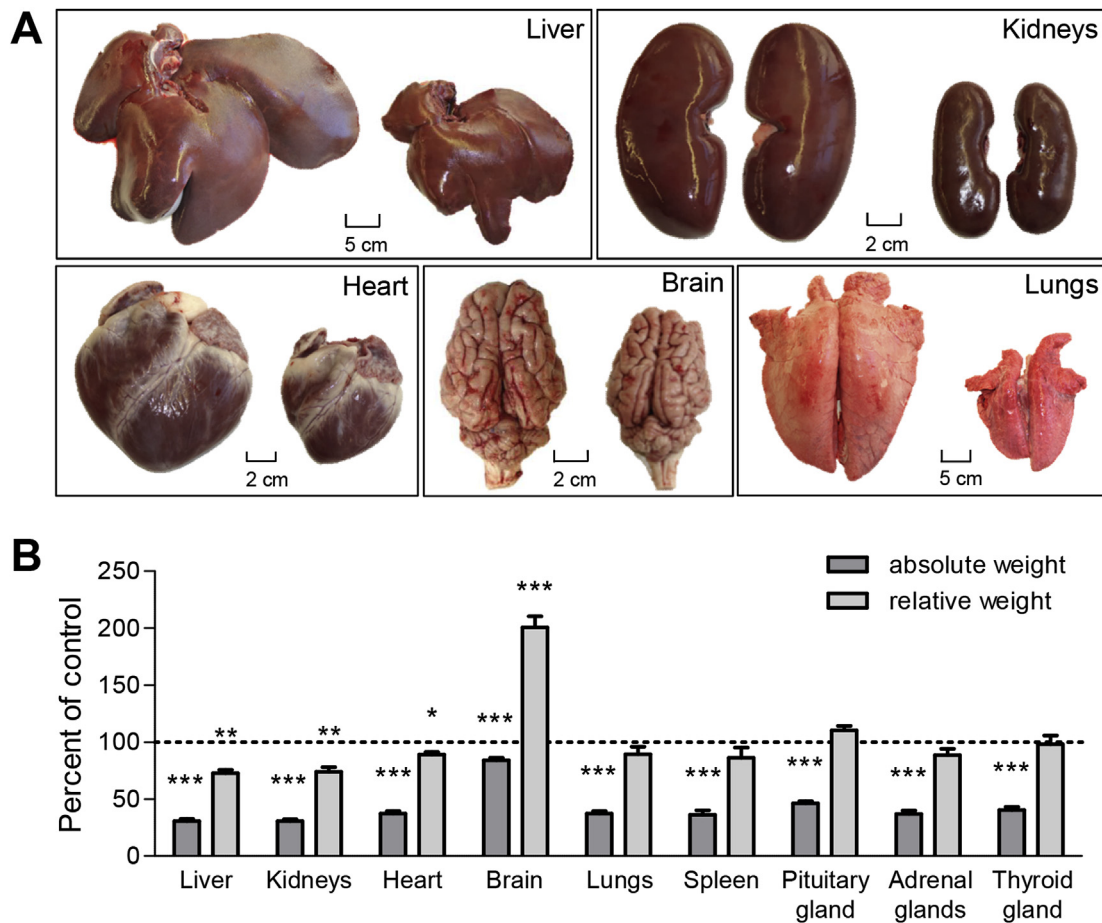 A
Liver
5 cm
Kidneys
2 cm
Heart
2 cm
Brain
2 cm
Lungs
5 cm
B
absolute weight
relative weight
Percent of control
250
200
150
100
50
0
*** ** *** ** *** * *** *** *** *** *** *** ***
Liver Kidneys Heart Brain Lungs Spleen Pituitary gland Adrenal glands Thyroid gland